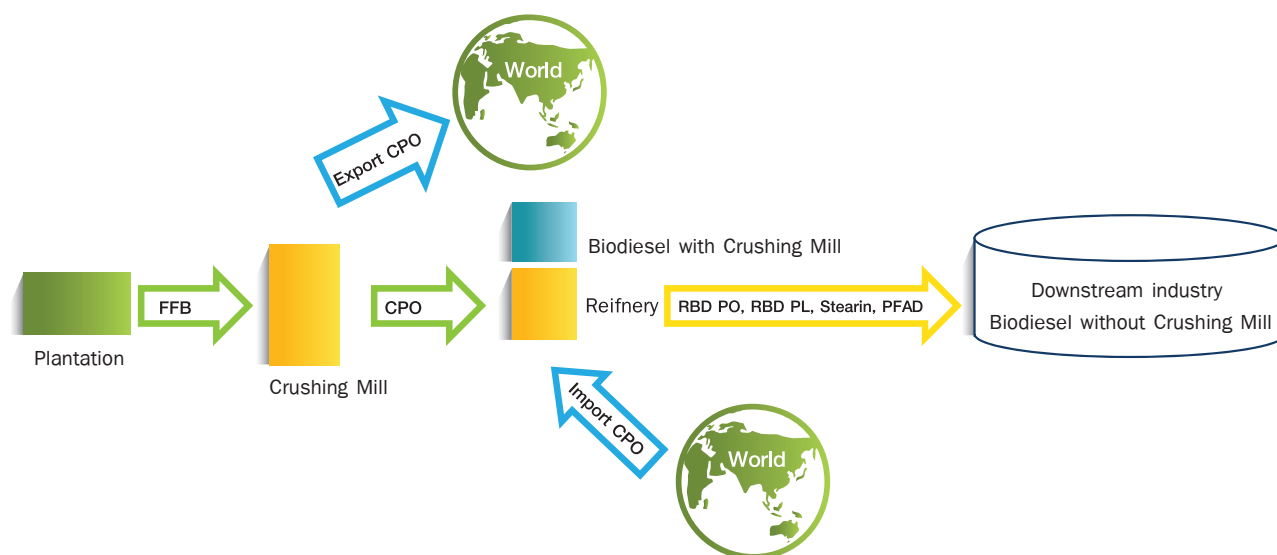 World
Export CPO
Biodiesel with Crushing Mill
FFB
CPO
Reifnery
RBD PO, RBD PL, Stearin, PFAD
Downstream industry
Biodiesel without Crushing Mill
Plantation
Crushing Mill
Import CPO
World